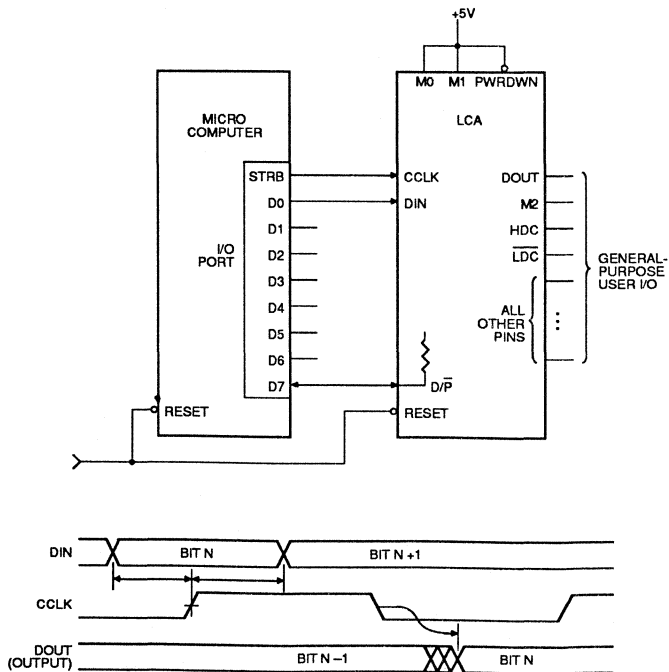 +5V
M0 M1 PWRDWN
MICRO
COMPUTER
LCA
STRB
CCLK
DOUT
D0
DIN
M2
D1
HDC
I/O
PORT
D2
LDC
GENERAL-
PURPOSE
USER I/O
D3
ALL
OTHER
PINS
D4
D5
D6
D7
D/P
RESET
RESET
DIN
BIT N
BIT N +1
CCLK
DOUT
(OUTPUT)
BIT N –1
BIT N